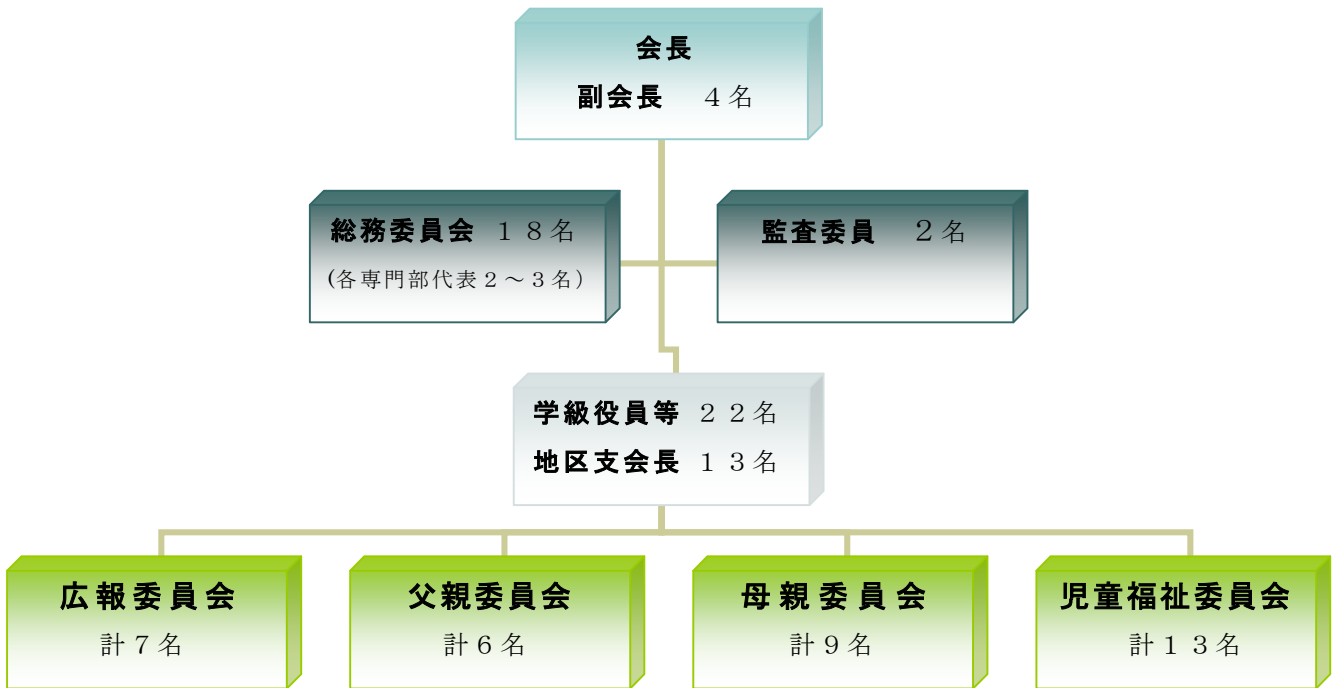 会長
副会長　４名
総務委員会 １８名
(各専門部代表２～３名）
監査委員　２名
学級役員等 ２２名
地区支会長 １３名
広報委員会
計７名
父親委員会
計６名
母親委員会
計９名
児童福祉委員会
計１３名